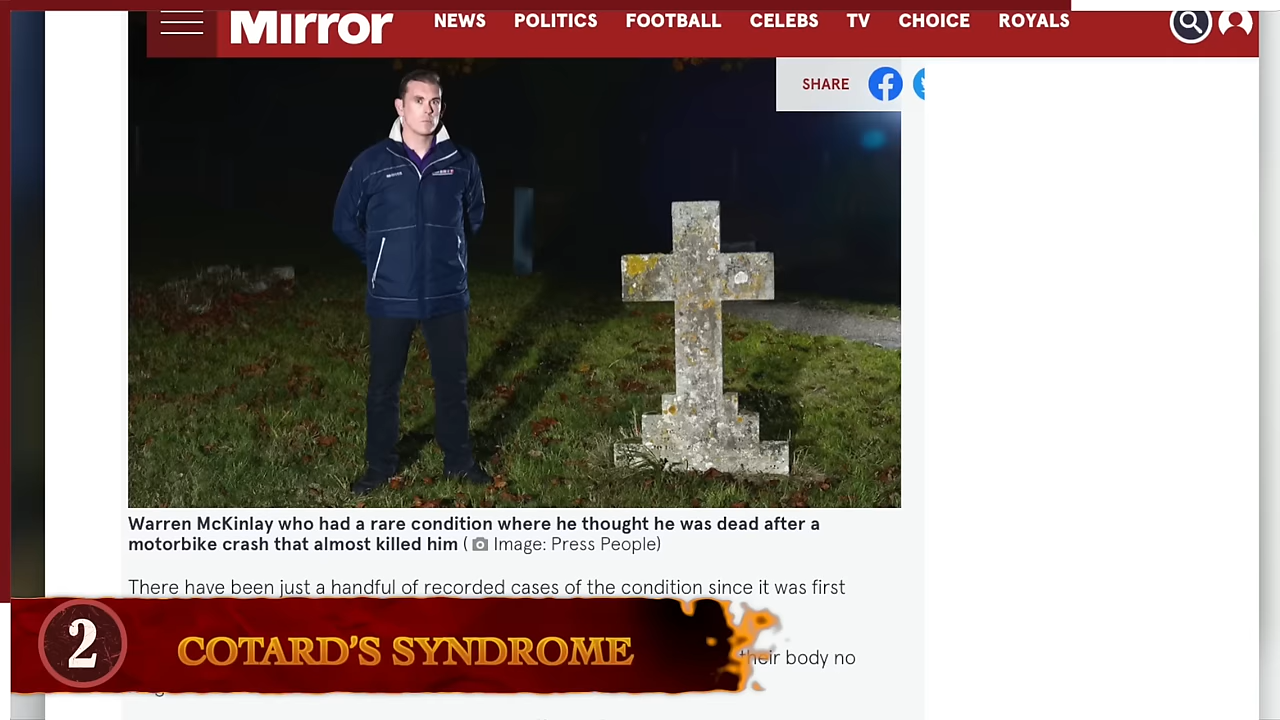 Mirror NEWS POLITICS FOOTBALL CELEBS TV CHOICE ROYALS
SHARE
Warren McKinlay who had a rare condition where he thought he was dead after a
motorbike crash that almost killed him ( Image: Press People)
There have been just a handful of recorded cases of the condition since it was first
their body no
2 COTARD'S SYNDROME